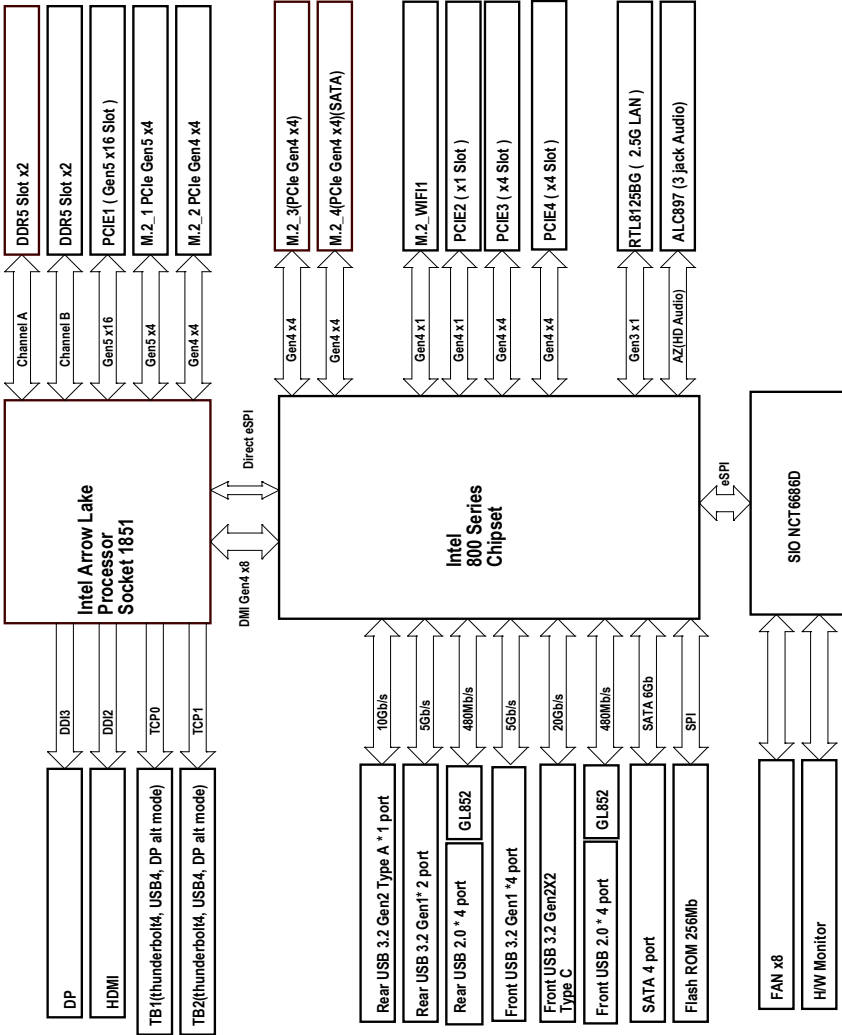 DDR5 Slot x2
DDR5 Slot x2
PCIE1 ( Gen5 x16 Slot )
M.2_1 PCIe Gen5 x4
M.2_2 PCIe Gen4 x4
M.2_3(PCIe Gen4 x4)
M.2_4(PCIe Gen4 x4)(SATA)
M.2_WIFI1
PCIE2 ( x1 Slot )
PCIE3 ( x4 Slot )
PCIE4 ( x4 Slot )
RTL8125BG ( 2.5G LAN )
ALC897 (3 jack Audio)
Channel A
Channel B
Gen5 x16
Gen5 x4
Gen4 x4
Gen4 x4
Gen4 x4
Gen4 x1
Gen4 x1
Gen4 x4
Gen4 x4
Gen3 x1
AZ(HD Audio)
Intel Arrow Lake
Processor
Socket 1851
Direct eSPI
DMI Gen4 x8
Intel
800 Series
Chipset
eSPI
SIO NCT6686D
DDI3
DDI2
TCP0
TCP1
10Gb/s
5Gb/s
480Mb/s
5Gb/s
20Gb/s
480Mb/s
SATA 6Gb
SPI
DP
HDMI
TB1(thunderbolt4, USB4, DP alt mode)
TB2(thunderbolt4, USB4, DP alt mode)
Rear USB 3.2 Gen2 Type A *1 port
Rear USB 3.2 Gen1* 2 port
GL852
Rear USB 2.0 * 4 port
Front USB 3.2 Gen1 *4 port
Front USB 3.2 Gen2X2
Type C
GL852
Front USB 2.0 * 4 port
SATA 4 port
Flash ROM 256Mb
FAN x8
H/W Monitor